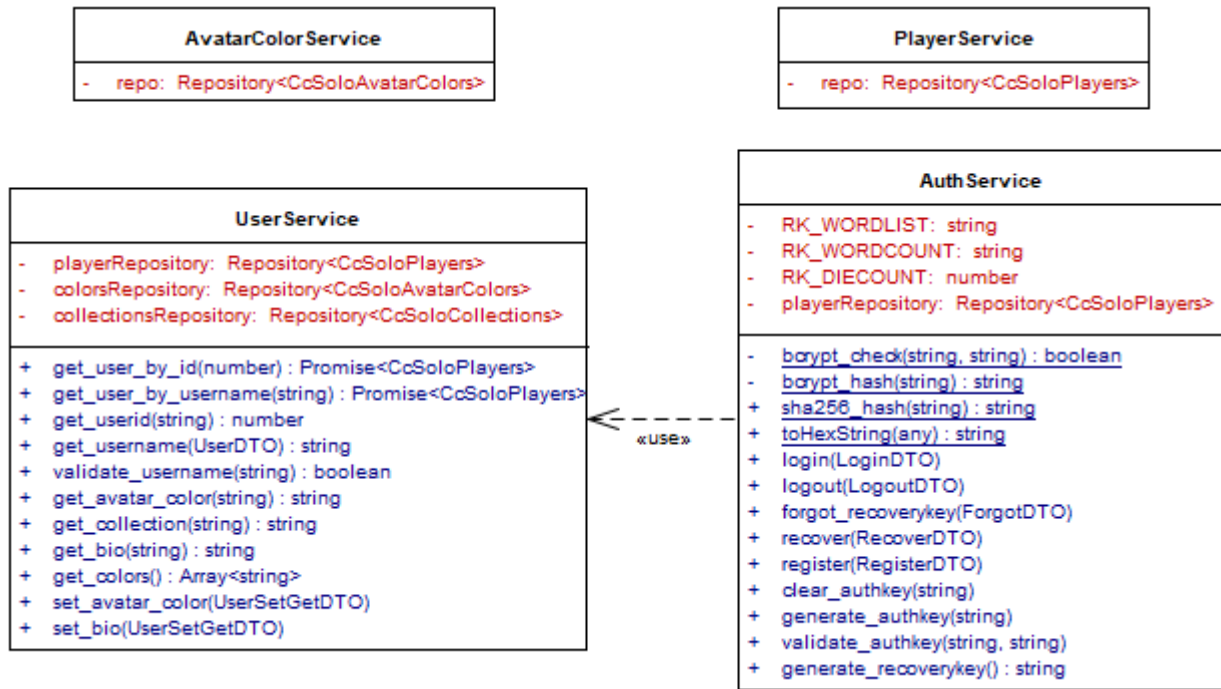 AvatarColorService
- repo: Repository<CcSoloAvatarColors>
PlayerService
- repo: Repository<CcSoloPlayers>
UserService
- playerRepository: Repository<CcSoloPlayers>
- colorsRepository: Repository<CcSoloAvatarColors>
- collectionsRepository: Repository<CcSoloCollections>
+ get_user_by_id(number) : Promise<CcSoloPlayers>
+ get_user_by_username(string) : Promise<CcSoloPlayers>
+ get_userid(string) : number
+ get_username(UserDTO) : string
+ validate_username(string) : boolean
+ get_avatar_color(string) : string
+ get_collection(string) : string
+ get_bio(string) : string
+ get_colors() : Array<string>
+ set_avatar_color(UserSetGetDTO)
+ set_bio(UserSetGetDTO)
«use»
AuthService
- RK_WORDLIST: string
- RK_WORDCOUNT: string
- RK_DIECOUNT: number
- playerRepository: Repository<CcSoloPlayers>
- bcrypt_check(string, string) : boolean
- bcrypt_hash(string) : string
+ sha256_hash(string) : string
+ toHexString(any) : string
+ login(LoginDTO)
+ logout(LogoutDTO)
+ forgot_recoverykey(ForgotDTO)
+ recover(RecoverDTO)
+ register(RegisterDTO)
+ clear_authkey(string)
+ generate_authkey(string)
+ validate_authkey(string, string)
+ generate_recoverykey() : string